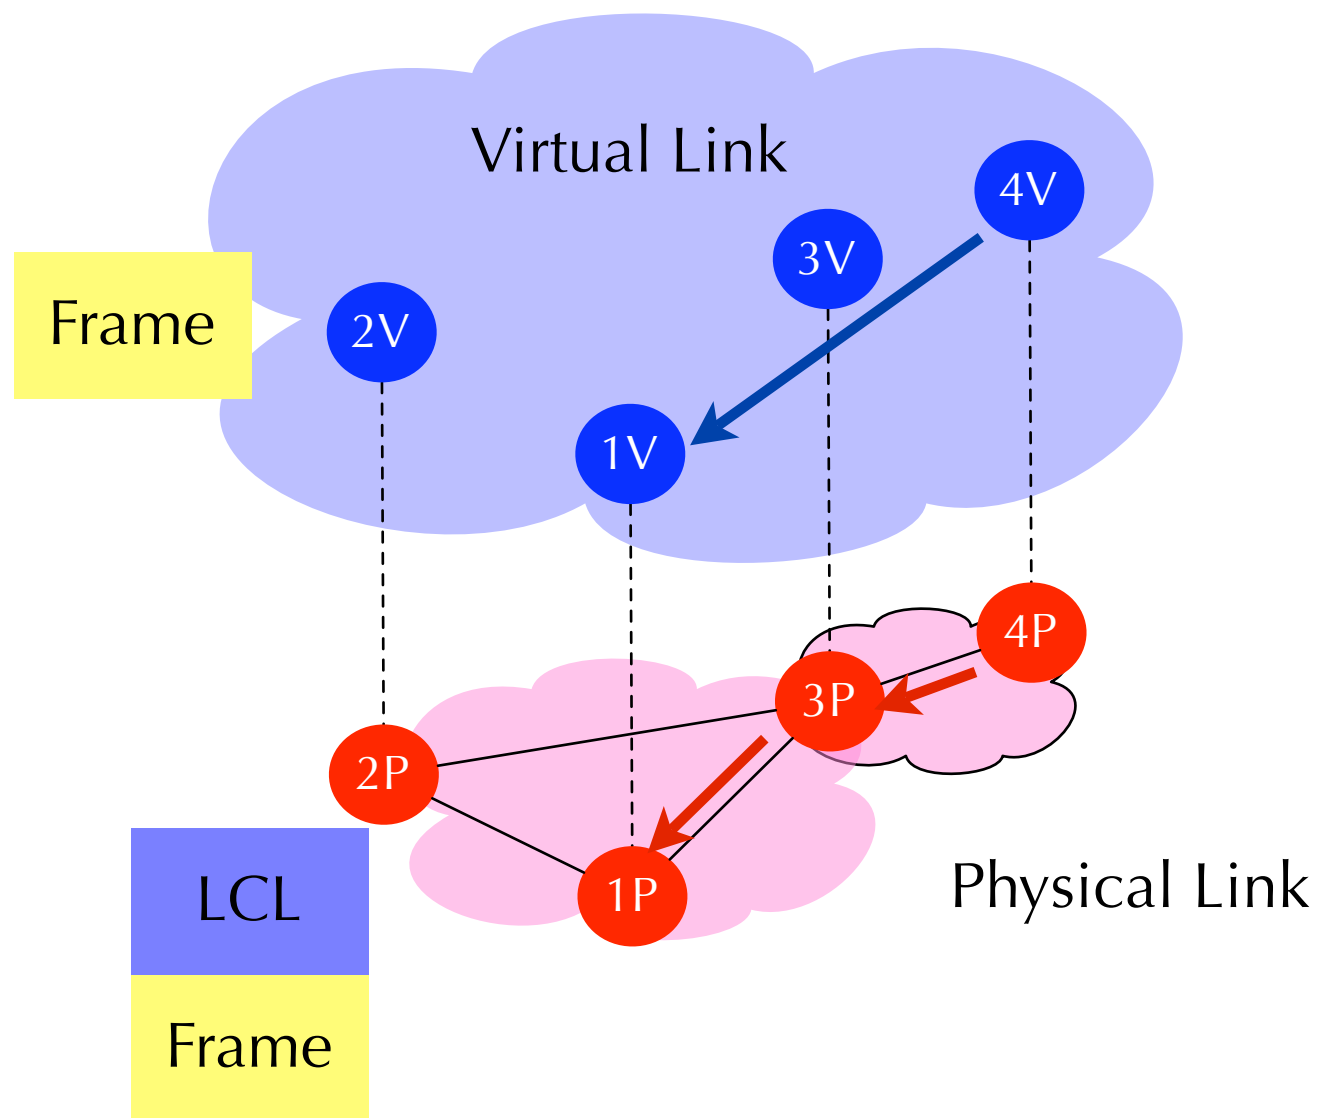 Virtual Link
4V
3V
Frame
2V
1V
4P
3P
2P
LCL
1P
Physical Link
Frame